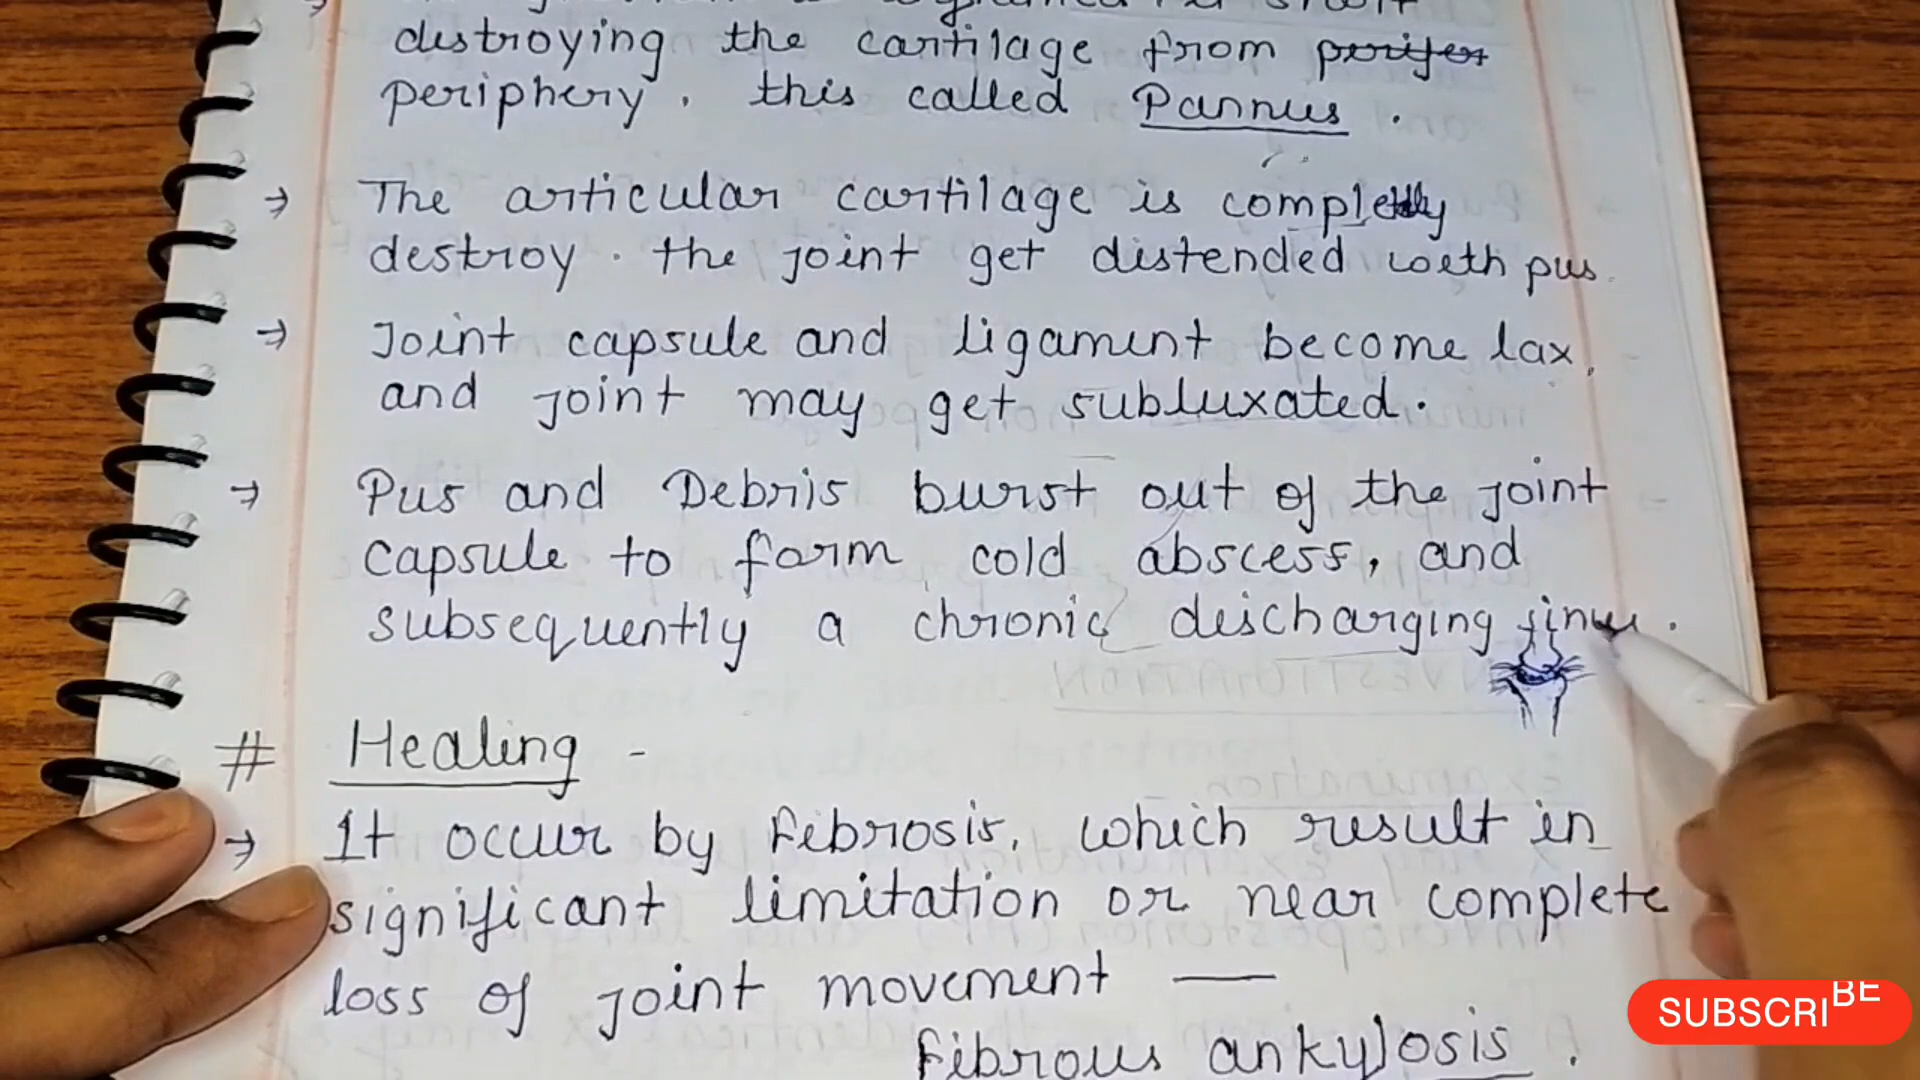 destroying the cartilage from perifer
periphery. this called Pannus.
→ The articular cartilage is completely
destroy. the joint get distended with pus.
→ Joint capsule and ligament become lax,
and joint may get subluxated.
→ Pus and Debris burst out of the joint
capsule to form cold abscess, and
subsequently a chronic discharging sinus.
# Healing -
→ It occur by fibrosis, which result in
significant limitation or near complete
loss of joint movement —
fibrous ankylosis.
SUBSCRIBE